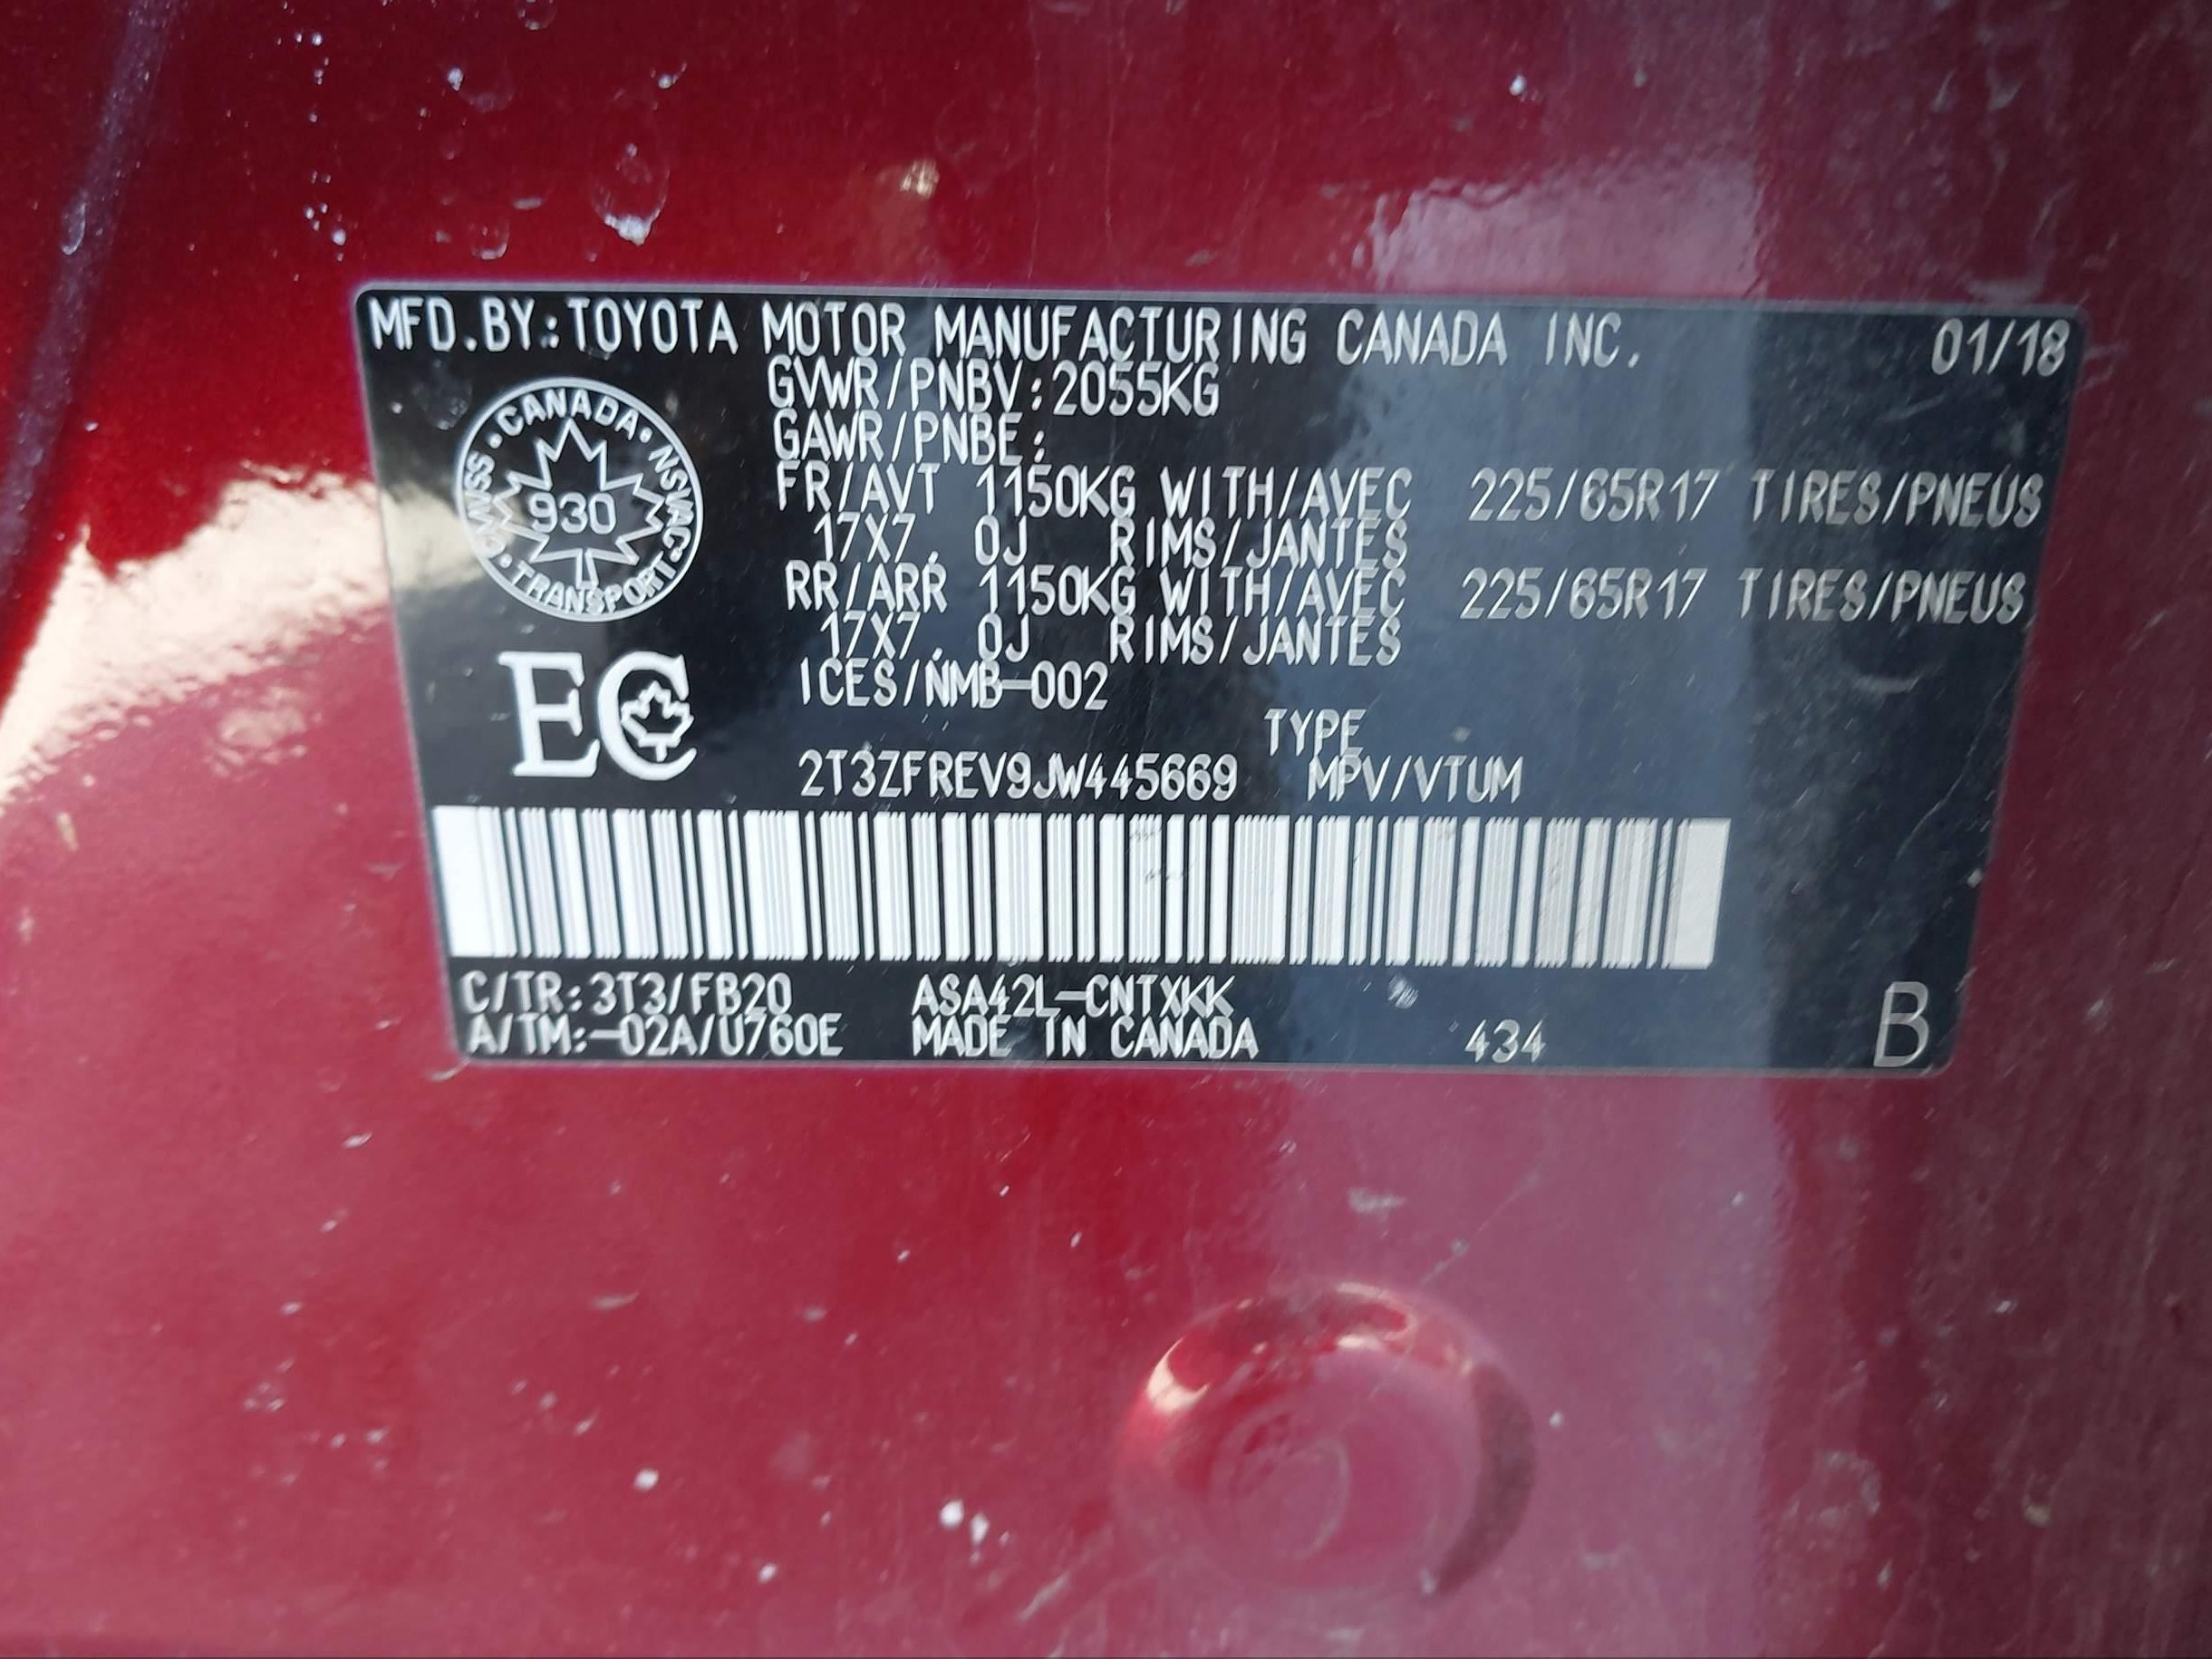 MFD.BY:TOYOTA MOTOR MANUFACTURING CANADA INC. 01/18
GVWR/PNBV:2055KG
GAWR/PNBE:
FR/AVT 1150KG WITH/AVEC 225/65R17 TIRES/PNEUS
17X7. 0J RIMS/JANTES
RR/ARR 1150KG WITH/AVEC 225/65R17 TIRES/PNEUS
17X7. 0J RIMS/JANTES
ICES/NMB-002
CANADA • NSVAC • TRANSPORT • CMVSS •
930
EC
TYPE
2T3ZFREV9JW445669 MPV/VTUM
C/TR:3T3/FB20 ASA42L-CNTXKK
A/TM:-02A/U760E MADE IN CANADA 434 B